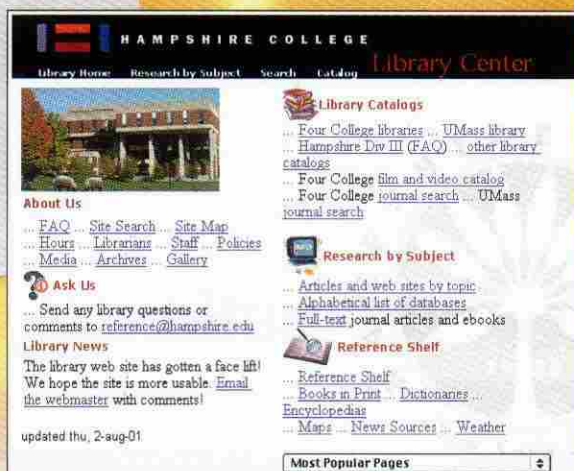 HAMPSHIRE COLLEGE
Library Center
Library Home Research by Subject Search Catalog
About Us
... FAQ ... Site Search ... Site Map
... Hours ... Librarians ... Staff ... Policies
... Media ... Archives ... Gallery
Ask Us
... Send any library questions or
comments to reference@hampshire.edu
Library News
The library web site has gotten a face lift!
We hope the site is more usable. Email
the webmaster with comments!
updated thu, 2-aug-01
Library Catalogs
... Four College libraries ... UMass library
... Hampshire Div III (FAQ) ... other library
catalogs
... Four College film and video catalog
... Four College journal search ... UMass
journal search
INFO
Research by Subject
... Articles and web sites by topic
... Alphabetical list of databases
... Full-text journal articles and ebooks
Reference Shelf
... Reference Shelf
... Books in Print ... Dictionaries ...
Encyclopedias
... Maps ... News Sources ... Weather
Most Popular Pages